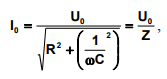 I₀ = U₀ / √(R² + (1/ωC ²)) = U₀ / Z ,